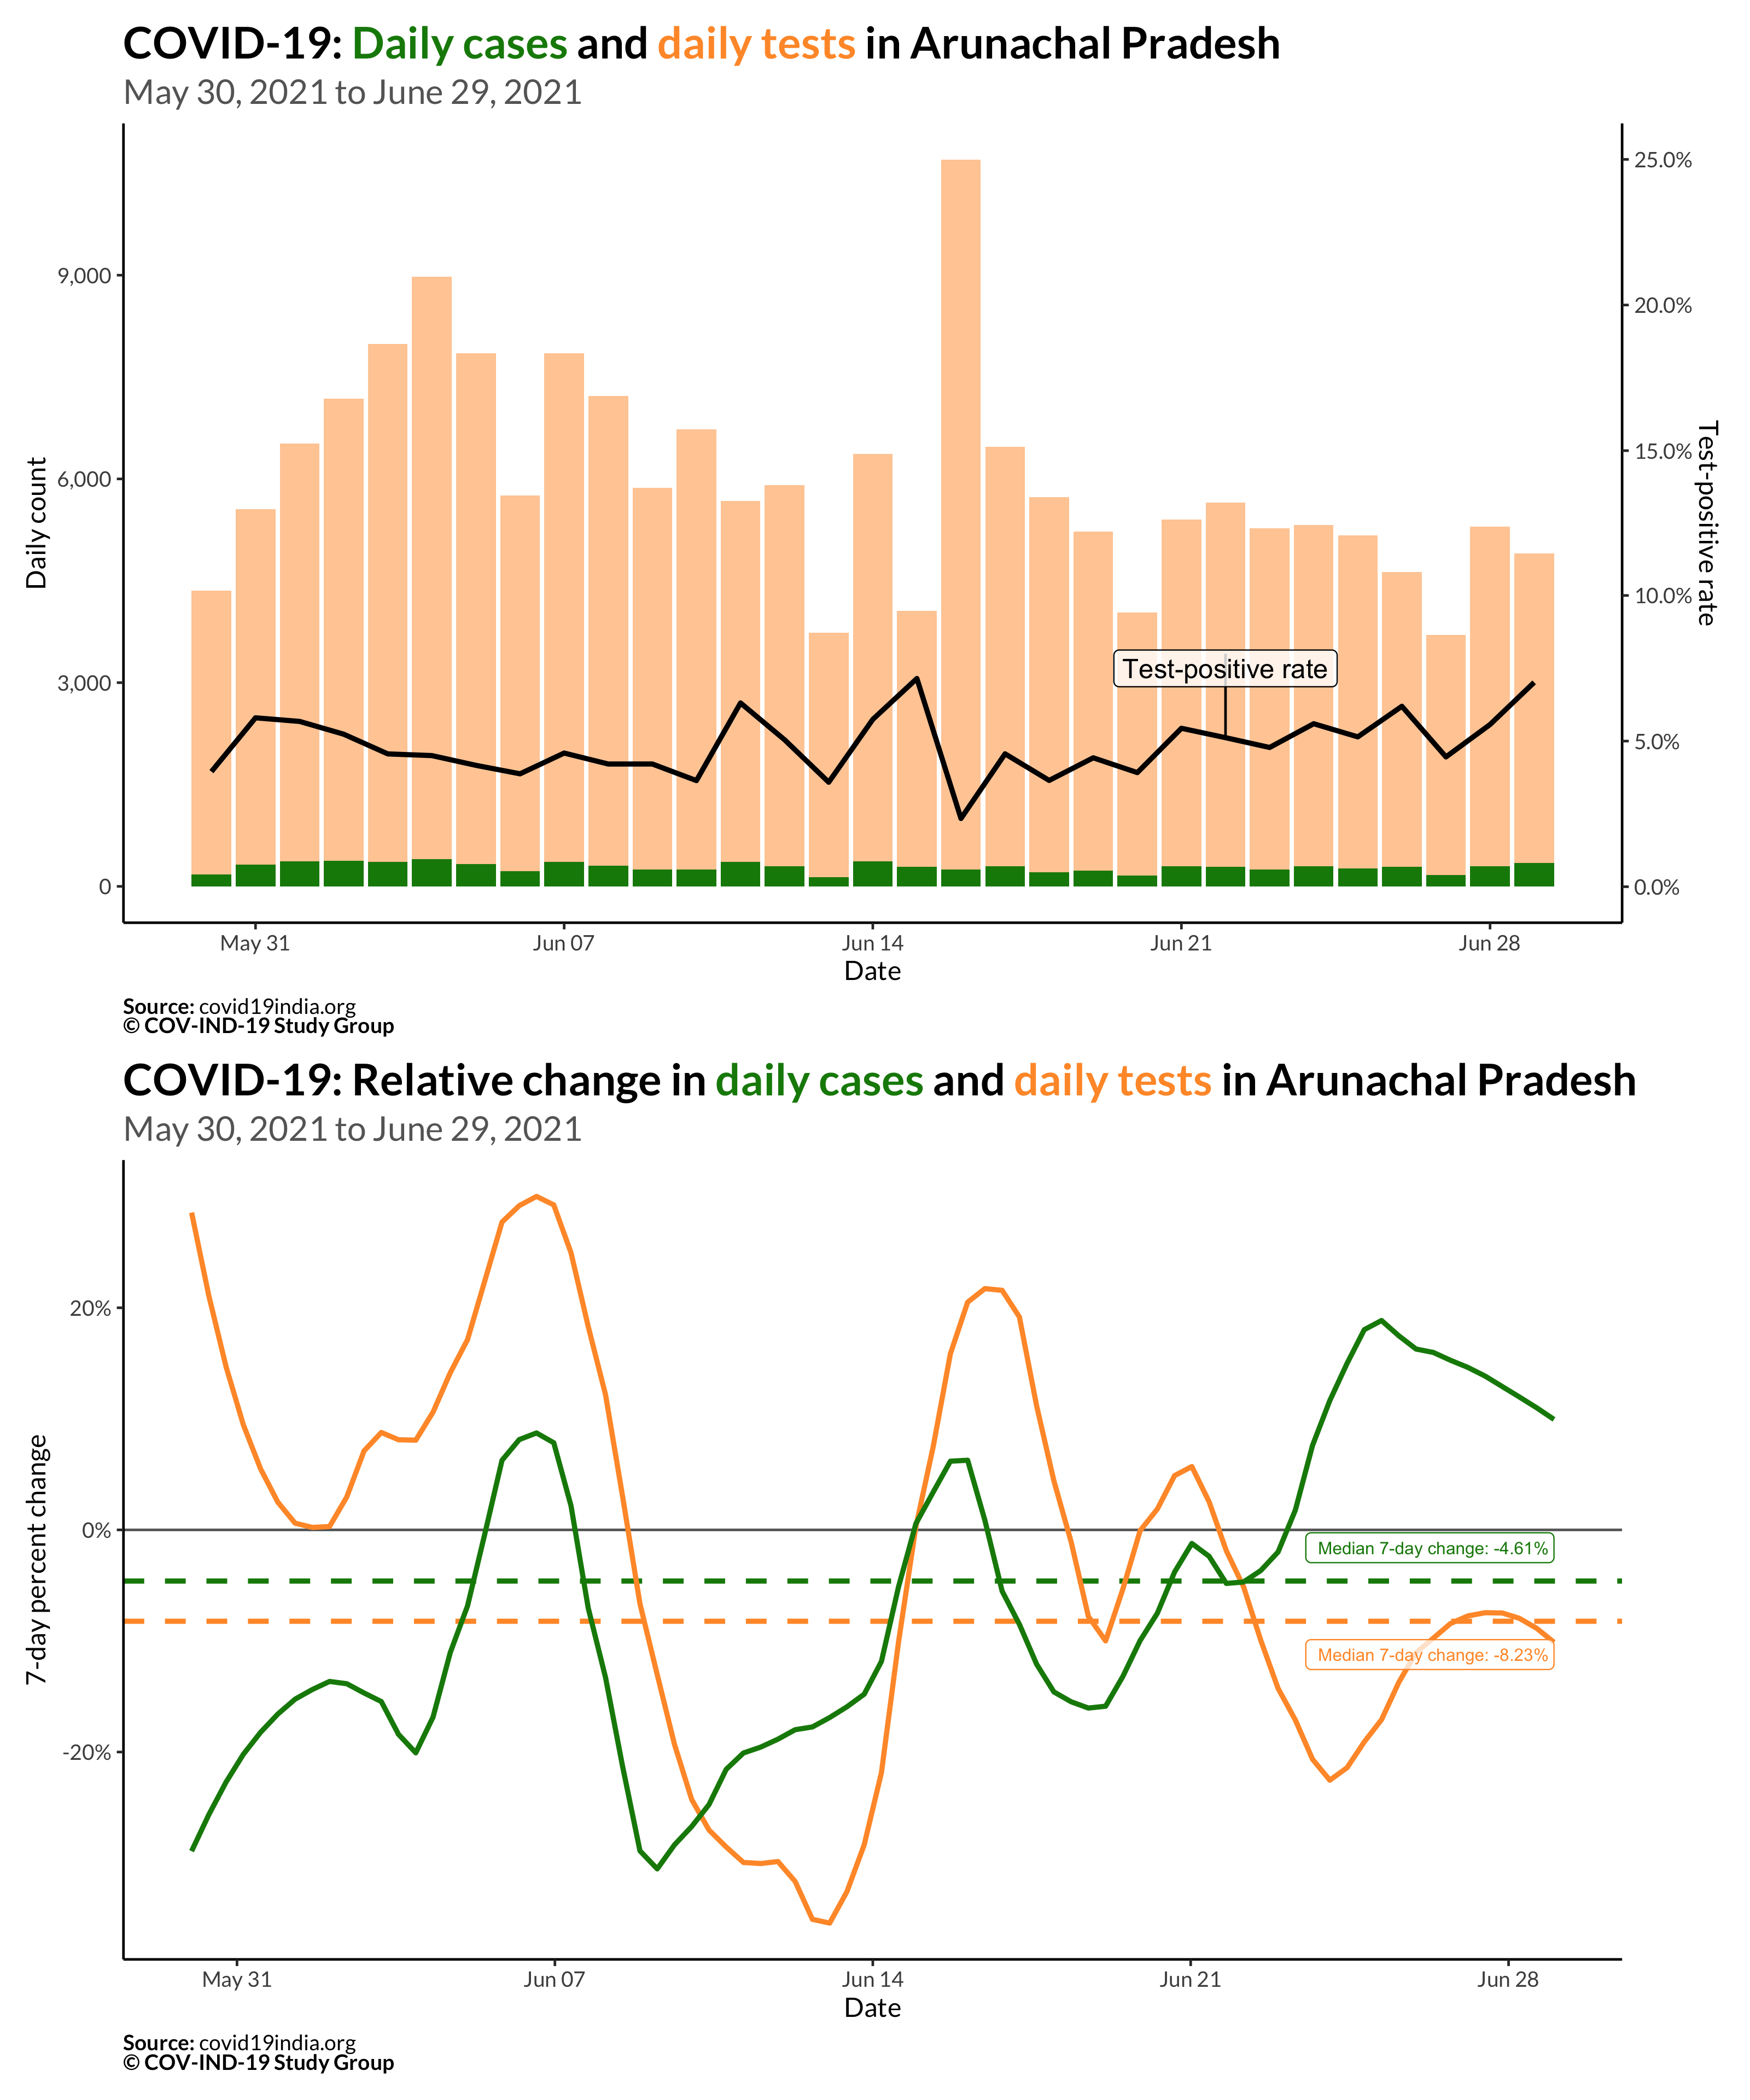 COVID-19: Daily cases and daily tests in Arunachal Pradesh
May 30, 2021 to June 29, 2021
Daily count
9,000
6,000
3,000
0
25.0%
20.0%
15.0%
10.0%
5.0%
0.0%
Test-positive rate
Test-positive rate
May 31
Jun 07
Jun 14
Jun 21
Jun 28
Date
Source: covid19india.org
© COV-IND-19 Study Group
COVID-19: Relative change in daily cases and daily tests in Arunachal Pradesh
May 30, 2021 to June 29, 2021
7-day percent change
20%
0%
-20%
Median 7-day change: -4.61%
Median 7-day change: -8.23%
May 31
Jun 07
Jun 14
Jun 21
Jun 28
Date
Source: covid19india.org
© COV-IND-19 Study Group